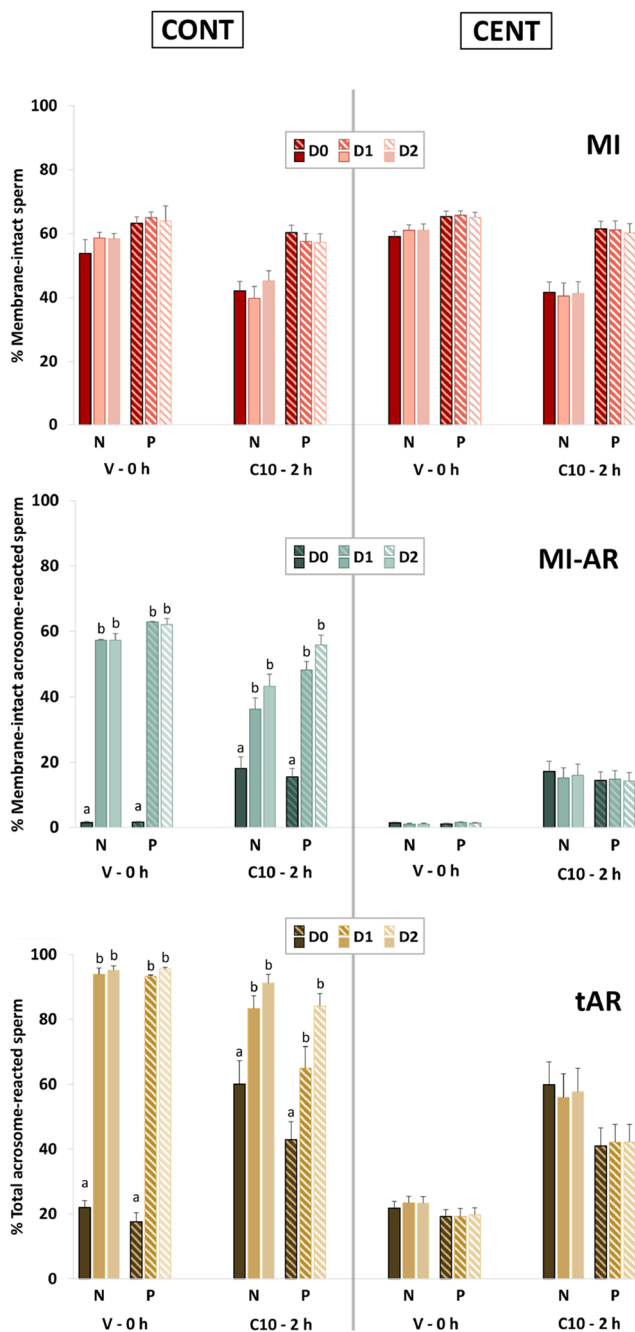 CONT CENT
100
MI
D0 D1 D2 D0 D1 D2
80
60
40
20
0
% Membrane-intact sperm
N P N P N P N P
V - 0 h C10 - 2 h V - 0 h C10 - 2 h
100
MI-AR
D0 D1 D2
80
60
40
20
0
% Membrane-intact acrosome-reacted sperm
a b b a b b a b b a b b
N P N P N P N P
V - 0 h C10 - 2 h V - 0 h C10 - 2 h
D0 D1 D2
100
tAR
80
60
40
20
0
% Total acrosome-reacted sperm
a b b a b b a b b a b b
N P N P N P N P
V - 0 h C10 - 2 h V - 0 h C10 - 2 h